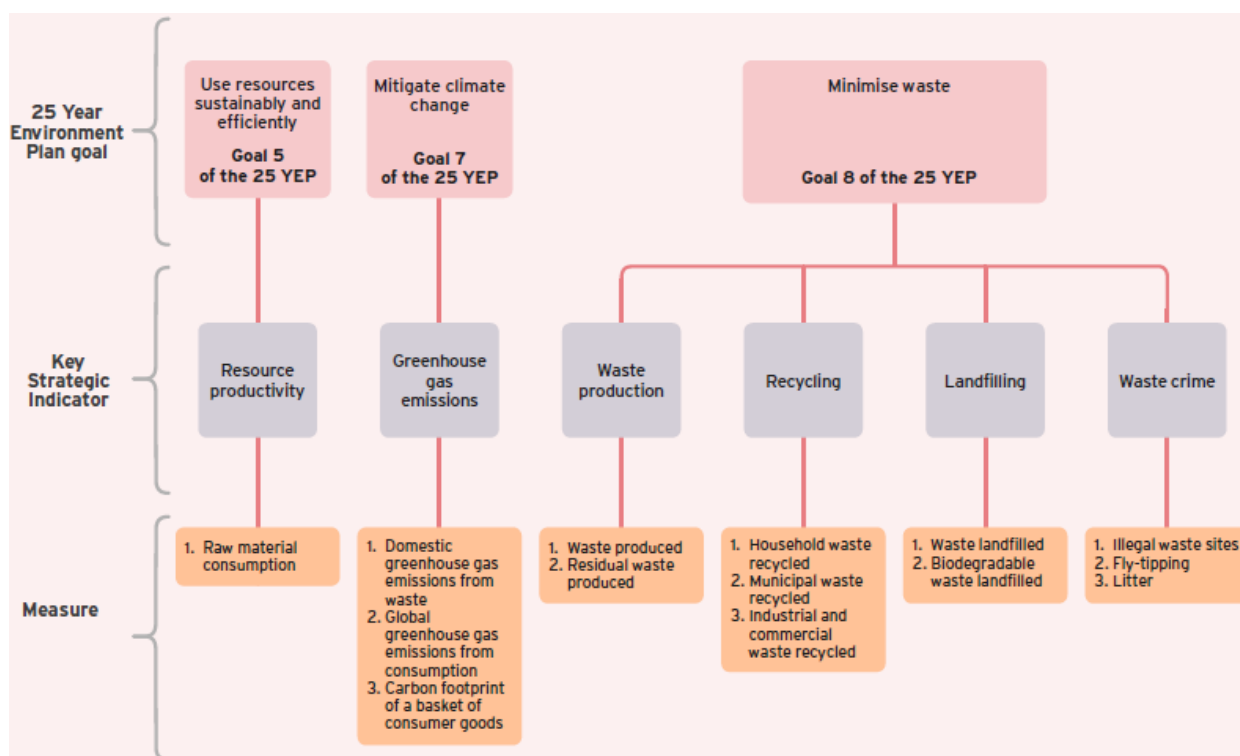 25 Year
Environment
Plan goal
Use resources
sustainably and
efficiently
Goal 5
of the 25 YEP
Mitigate climate
change
Goal 7
of the 25 YEP
Minimise waste
Goal 8 of the 25 YEP
Key
Strategic
Indicator
Resource
productivity
Greenhouse
gas
emissions
Waste
production
Recycling
Landfilling
Waste crime
Measure
1. Raw material
consumption
1. Domestic
greenhouse gas
emissions from
waste
2. Global
greenhouse gas
emissions from
consumption
3. Carbon footprint
of a basket of
consumer goods
1. Waste produced
2. Residual waste
produced
1. Household waste
recycled
2. Municipal waste
recycled
3. Industrial and
commercial
waste recycled
1. Waste landfilled
2. Biodegradable
waste landfilled
1. Illegal waste sites
2. Fly-tipping
3. Litter